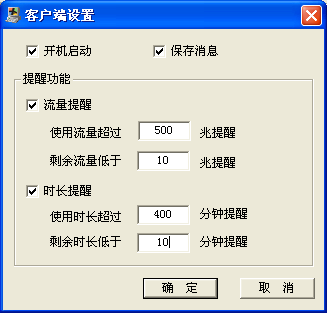 客户端设置
开机启动 保存消息
提醒功能
流量提醒
使用流量超过 500 兆提醒
剩余流量低于 10 兆提醒
时长提醒
使用时长超过 400 分钟提醒
剩余时长低于 10 分钟提醒
确 定 取 消